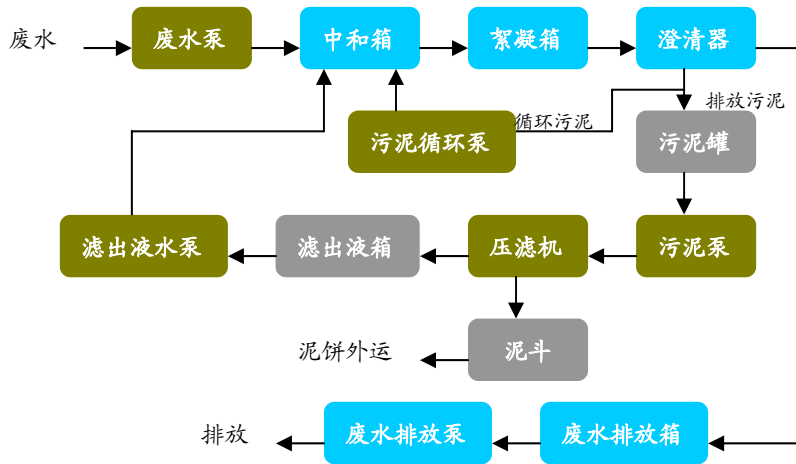 废水
废水泵
中和箱
絮凝箱
澄清器
排放污泥
循环污泥
污泥循环泵
污泥罐
滤出液水泵
滤出液箱
压滤机
污泥泵
泥饼外运
泥斗
排放
废水排放泵
废水排放箱